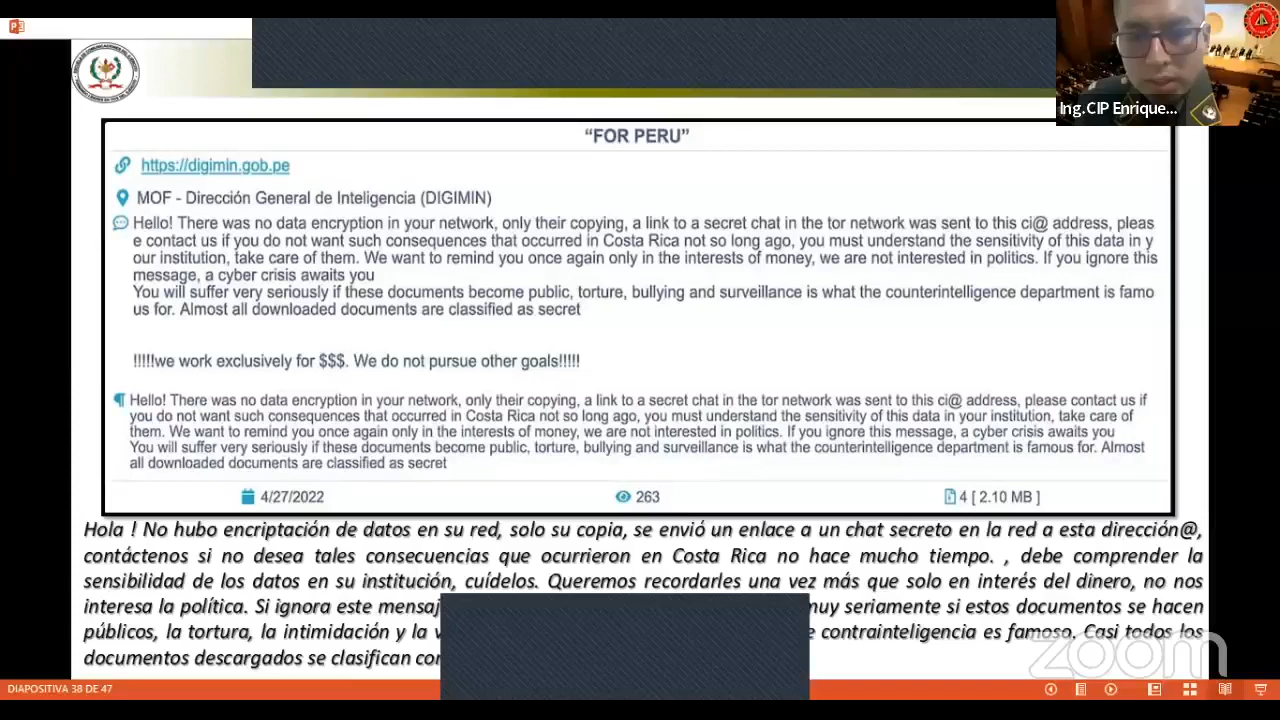 Ing.CIP Enrique...
“FOR PERU”
https://digimin.gob.pe
MOF - Dirección General de Inteligencia (DIGIMIN)
Hello! There was no data encryption in your network, only their copying, a link to a secret chat in the tor network was sent to this ci@ address, pleas
e contact us if you do not want such consequences that occurred in Costa Rica not so long ago, you must understand the sensitivity of this data in y
our institution, take care of them. We want to remind you once again only in the interests of money, we are not interested in politics. If you ignore this
message, a cyber crisis awaits you
You will suffer very seriously if these documents become public, torture, bullying and surveillance is what the counterintelligence department is famo
us for. Almost all downloaded documents are classified as secret
!!!!!we work exclusively for $$$. We do not pursue other goals!!!!!
Hello! There was no data encryption in your network, only their copying, a link to a secret chat in the tor network was sent to this ci@ address, please contact us if
you do not want such consequences that occurred in Costa Rica not so long ago, you must understand the sensitivity of this data in your institution, take care of
them. We want to remind you once again only in the interests of money, we are not interested in politics. If you ignore this message, a cyber crisis awaits you
You will suffer very seriously if these documents become public, torture, bullying and surveillance is what the counterintelligence department is famous for. Almost
all downloaded documents are classified as secret
4/27/2022 263 4 [ 2.10 MB ]
Hola ! No hubo encriptación de datos en su red, solo su copia, se envió un enlace a un chat secreto en la red a esta dirección@,
contáctenos si no desea tales consecuencias que ocurrieron en Costa Rica no hace mucho tiempo. , debe comprender la
sensibilidad de los datos en su institución, cuídelos. Queremos recordarles una vez más que solo en interés del dinero, no nos
interesa la política. Si ignora este muy seriamente si estos documentos se hacen
públicos, la tortura, la intimidación y la contrainteligencia es famoso. Casi todos los
documentos descargados se clasifican
zoom
DIAPOSITIVA 38 DE 47